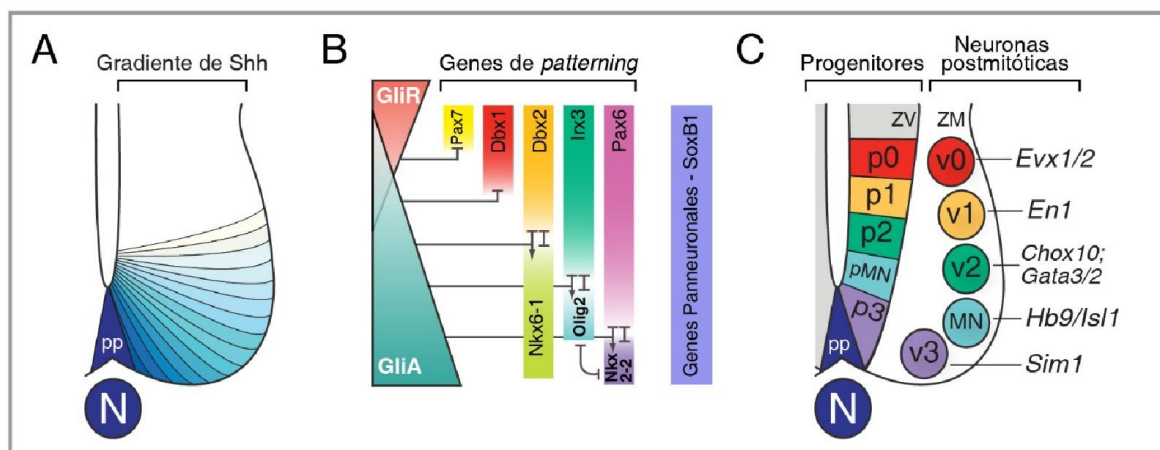 A
Gradiente de Shh
pp
N
B
Genes de patterning
GliR
GliA
Pax7
Dbx1
Dbx2
Irx3
Pax6
Nkx6-1
Olig2
Nkx
2-2
Genes Panneuronales - SoxB1
C
Progenitores
Neuronas
postmitóticas
ZV
ZM
p0
p1
p2
pMN
p3
pp
N
v0
v1
v2
MN
v3
Evx1/2
En1
Chox10;
Gata3/2
Hb9/Isl1
Sim1